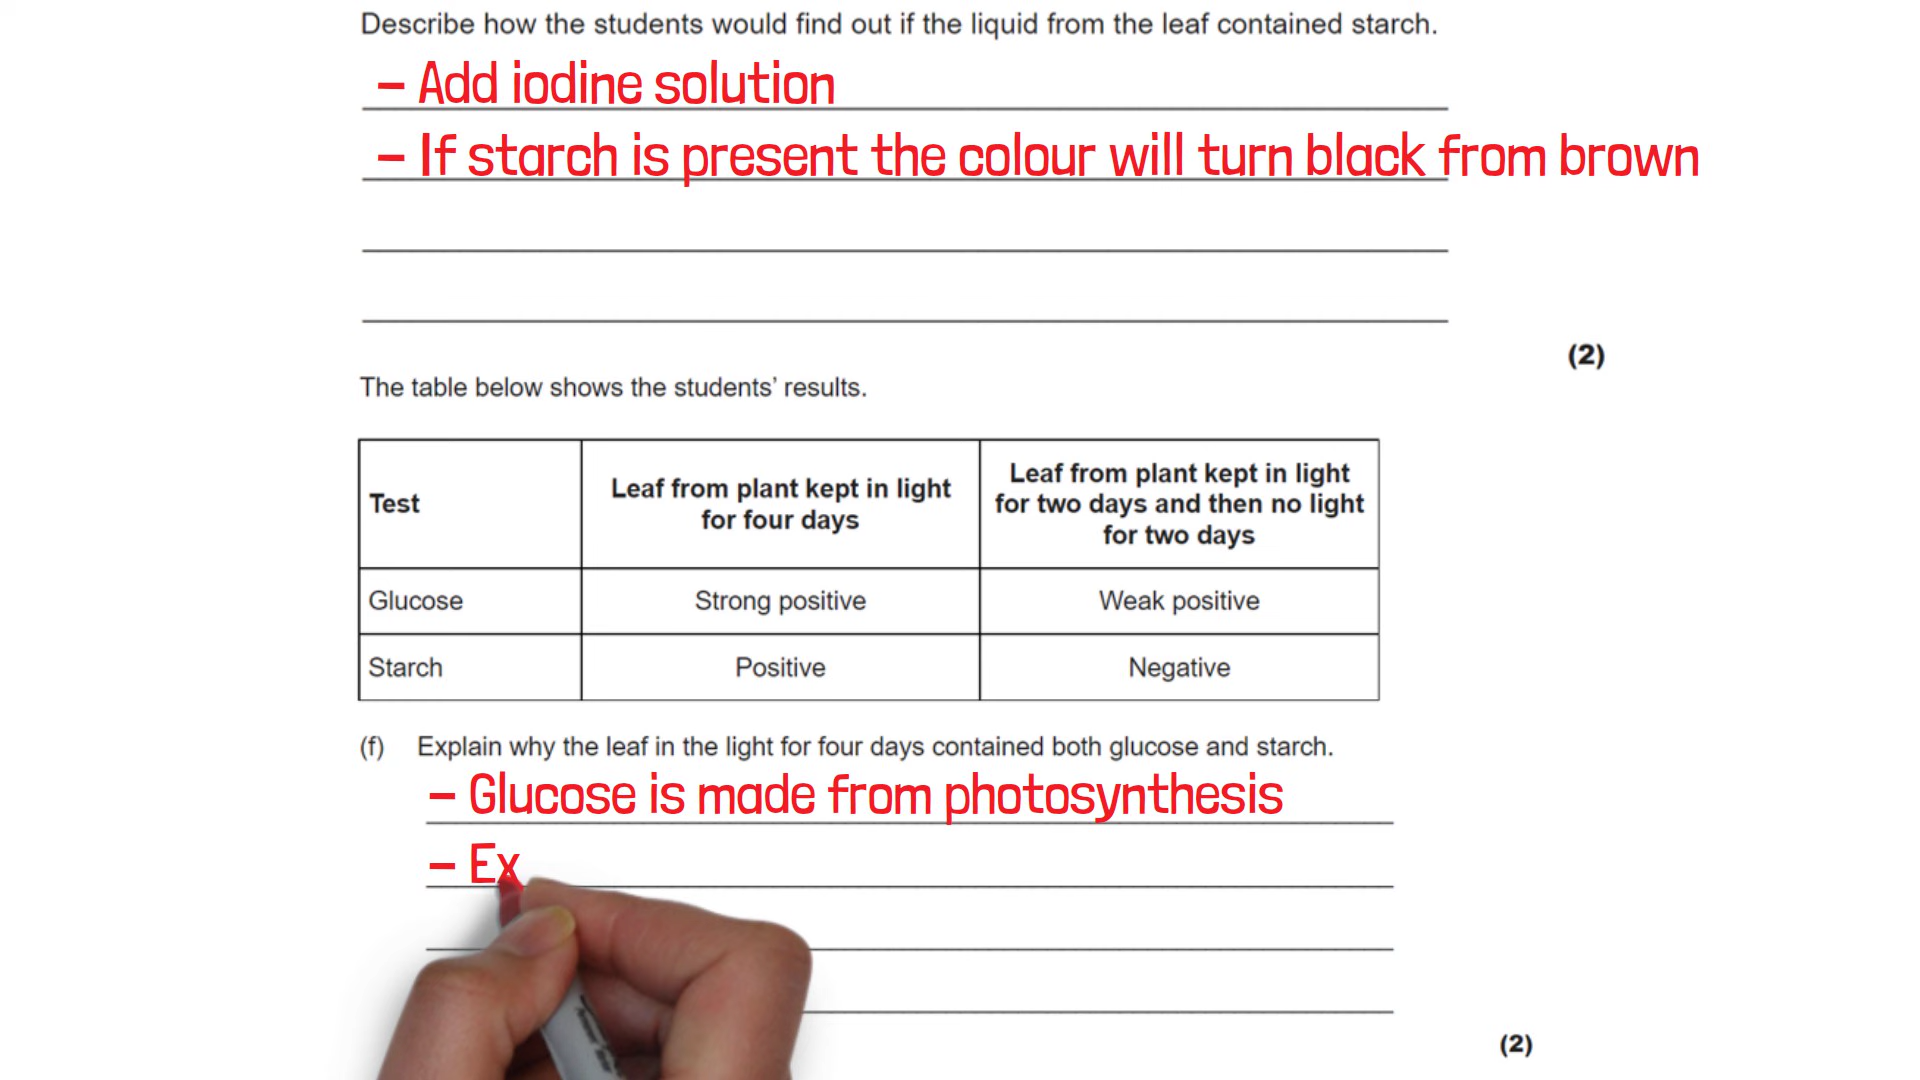 Describe how the students would find out if the liquid from the leaf contained starch.
– Add iodine solution
– If starch is present the colour will turn black from brown
(2)
The table below shows the students’ results.
Test
Leaf from plant kept in light
for four days
Leaf from plant kept in light
for two days and then no light
for two days
Glucose
Strong positive
Weak positive
Starch
Positive
Negative
(f) Explain why the leaf in the light for four days contained both glucose and starch.
– Glucose is made from photosynthesis
– Ex
(2)